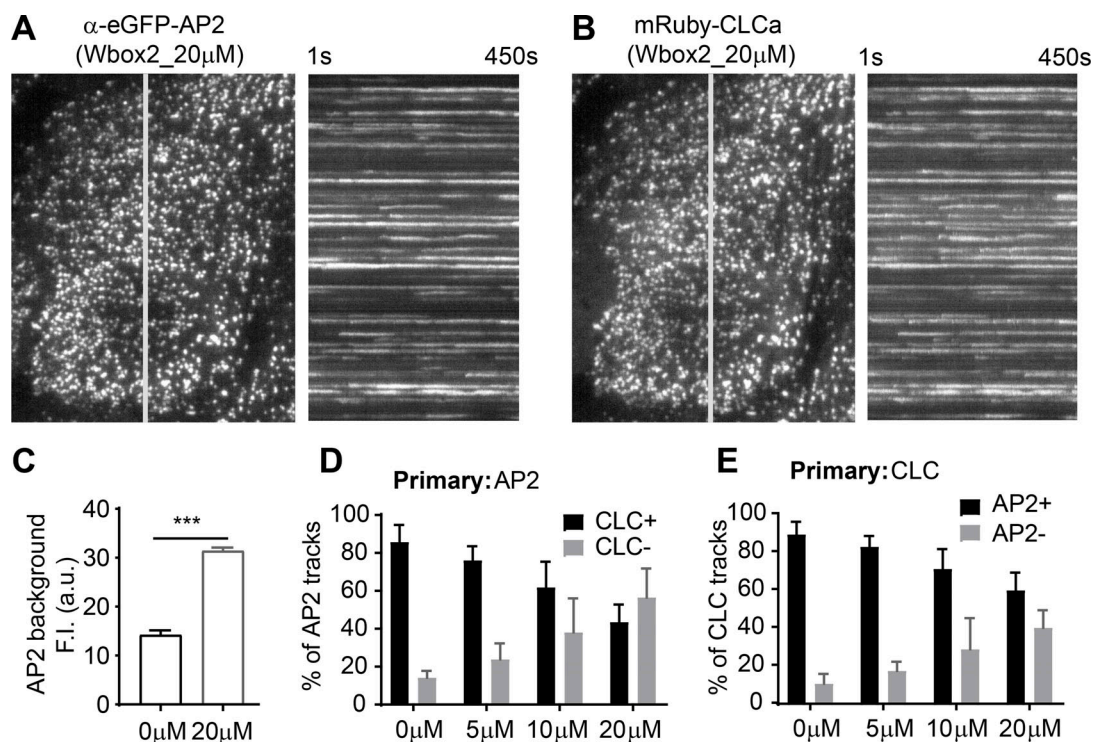 A
α-eGFP-AP2
(Wbox2_20μM)
1s
450s
B
mRuby-CLCa
(Wbox2_20μM)
1s
450s
C
AP2 background
F.I. (a.u.)
40
30
20
10
0
***
0μM 20μM
D
Primary: AP2
% of AP2 tracks
100
80
60
40
20
0
CLC+
CLC-
0μM 5μM 10μM 20μM
E
Primary: CLC
% of CLC tracks
100
80
60
40
20
0
AP2+
AP2-
0μM 5μM 10μM 20μM